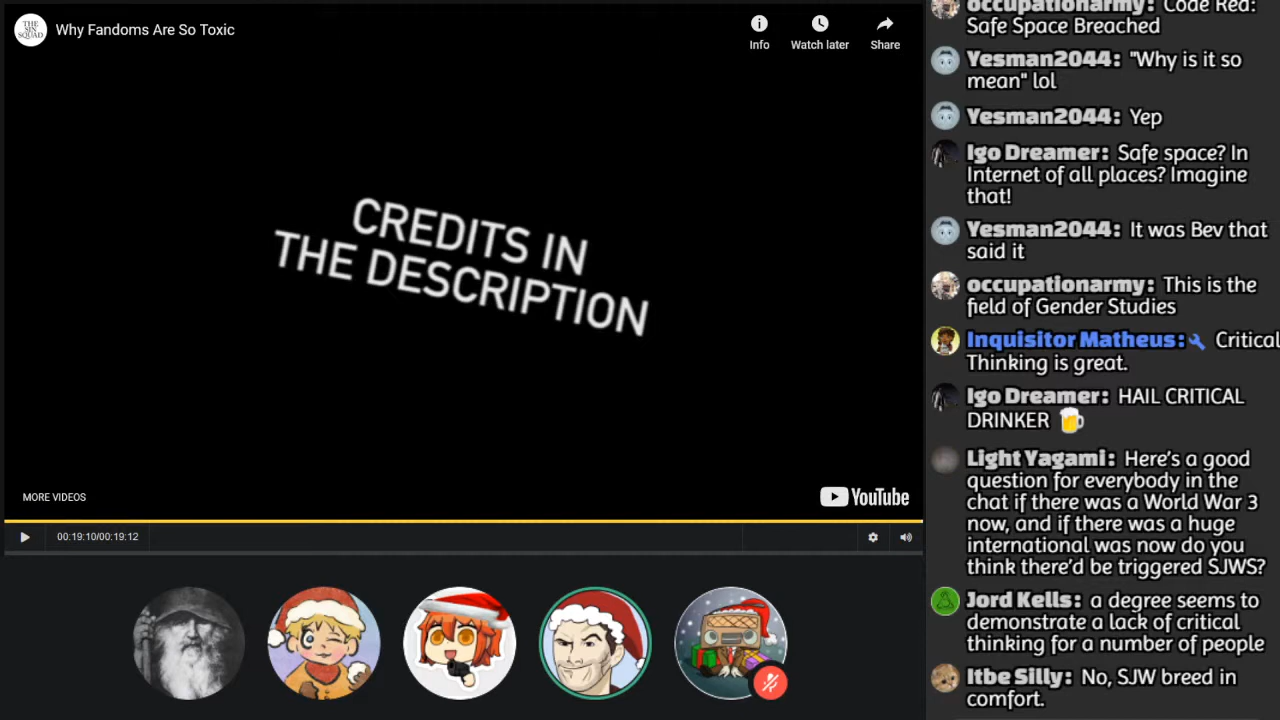 THE
SIN
SQUAD
Why Fandoms Are So Toxic
Info
Watch later
Share
CREDITS IN
THE DESCRIPTION
MORE VIDEOS
YouTube
00:19:10/00:19:12
occupationarmy: Code Red:
Safe Space Breached
Yesman2044: "Why is it so
mean" lol
Yesman2044: Yep
Igo Dreamer: Safe space? In
Internet of all places? Imagine
that!
Yesman2044: It was Bev that
said it
occupationarmy: This is the
field of Gender Studies
Inquisitor Matheus: Critical
Thinking is great.
Igo Dreamer: HAIL CRITICAL
DRINKER 🍺
Light Yagami: Here's a good
question for everybody in the
chat if there was a World War 3
now, and if there was a huge
international was now do you
think there'd be triggered SJWS?
Jord Kells: a degree seems to
demonstrate a lack of critical
thinking for a number of people
Itbe Silly: No, SJW breed in
comfort.